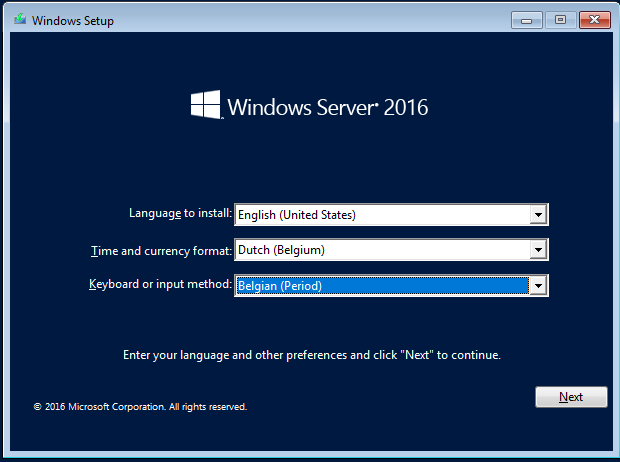 Windows Setup
Windows Server® 2016
Language to install: English (United States)
Time and currency format: Dutch (Belgium)
Keyboard or input method: Belgian (Period)
Enter your language and other preferences and click "Next" to continue.
Next
© 2016 Microsoft Corporation. All rights reserved.